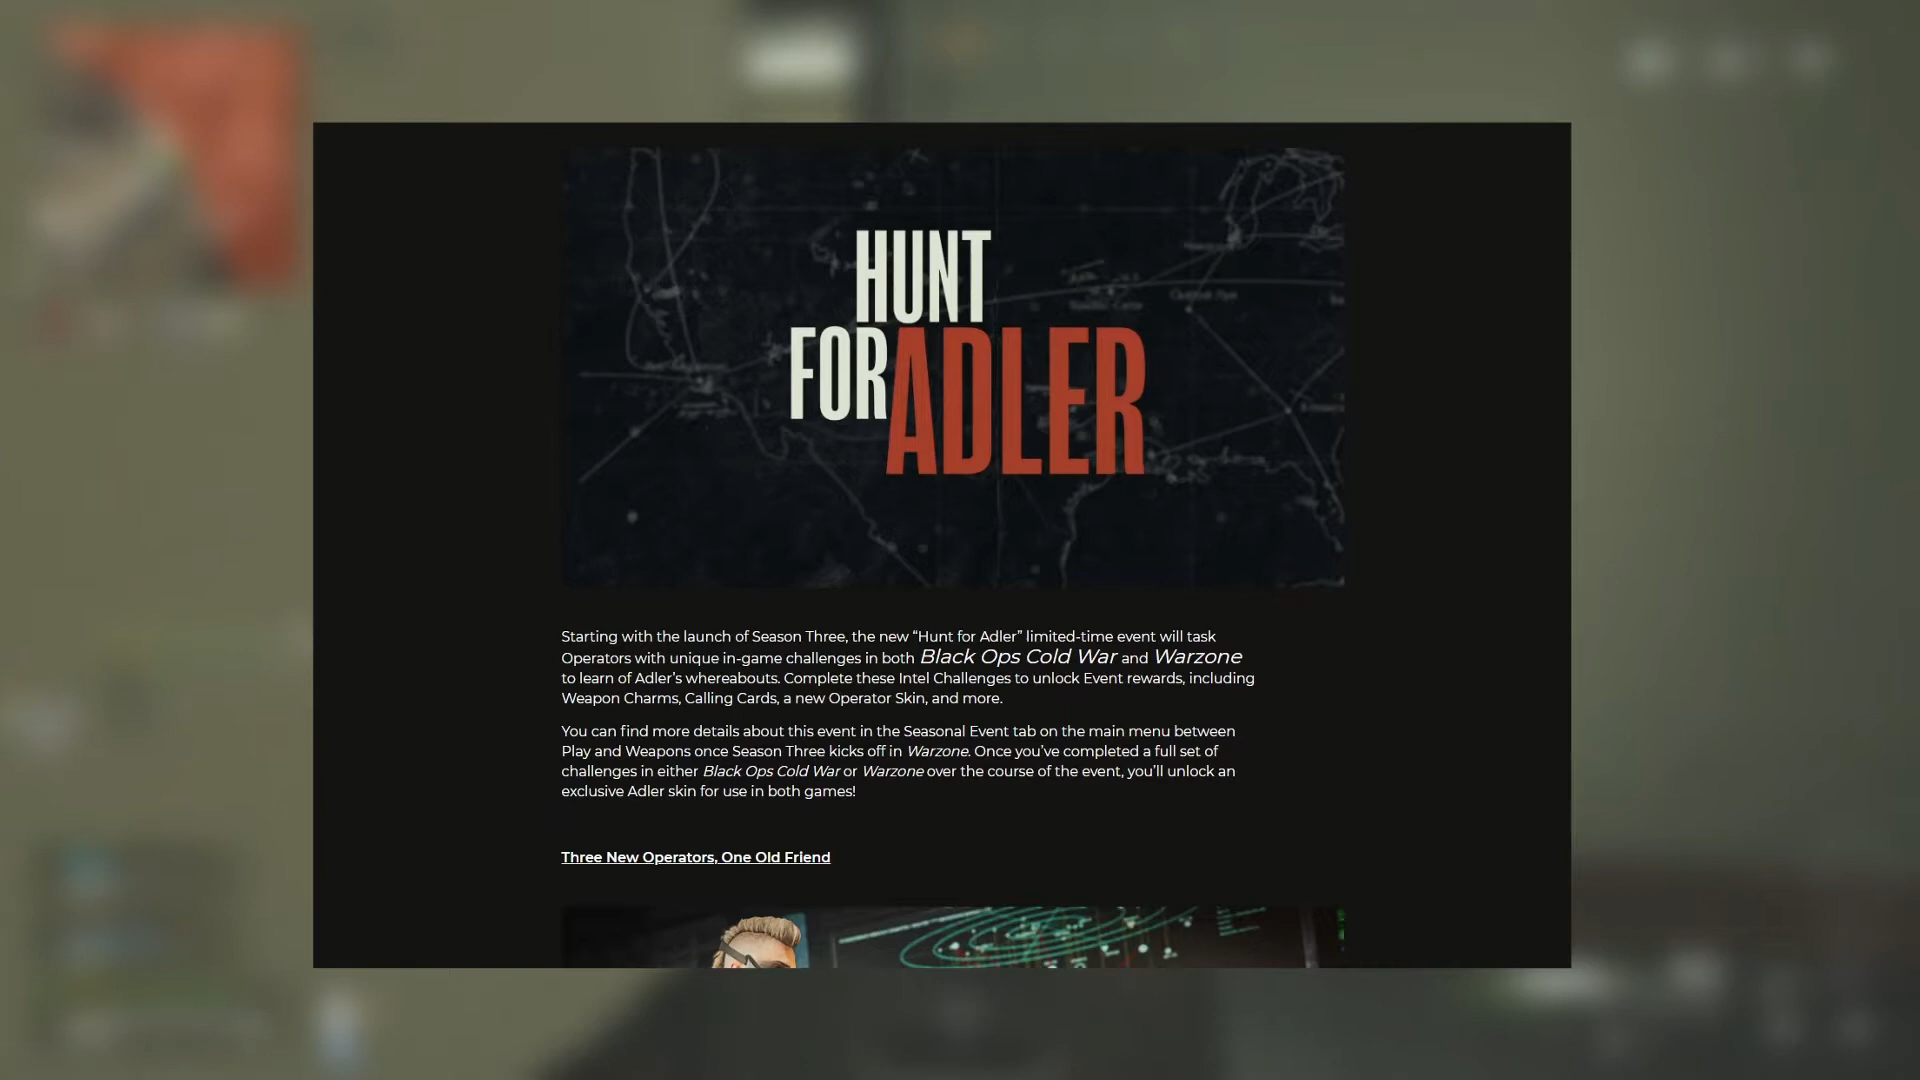 HUNT
FOR ADLER
Starting with the launch of Season Three, the new “Hunt for Adler” limited-time event will task
Operators with unique in-game challenges in both Black Ops Cold War and Warzone
to learn of Adler’s whereabouts. Complete these Intel Challenges to unlock Event rewards, including
Weapon Charms, Calling Cards, a new Operator Skin, and more.
You can find more details about this event in the Seasonal Event tab on the main menu between
Play and Weapons once Season Three kicks off in Warzone. Once you’ve completed a full set of
challenges in either Black Ops Cold War or Warzone over the course of the event, you’ll unlock an
exclusive Adler skin for use in both games!
Three New Operators, One Old Friend